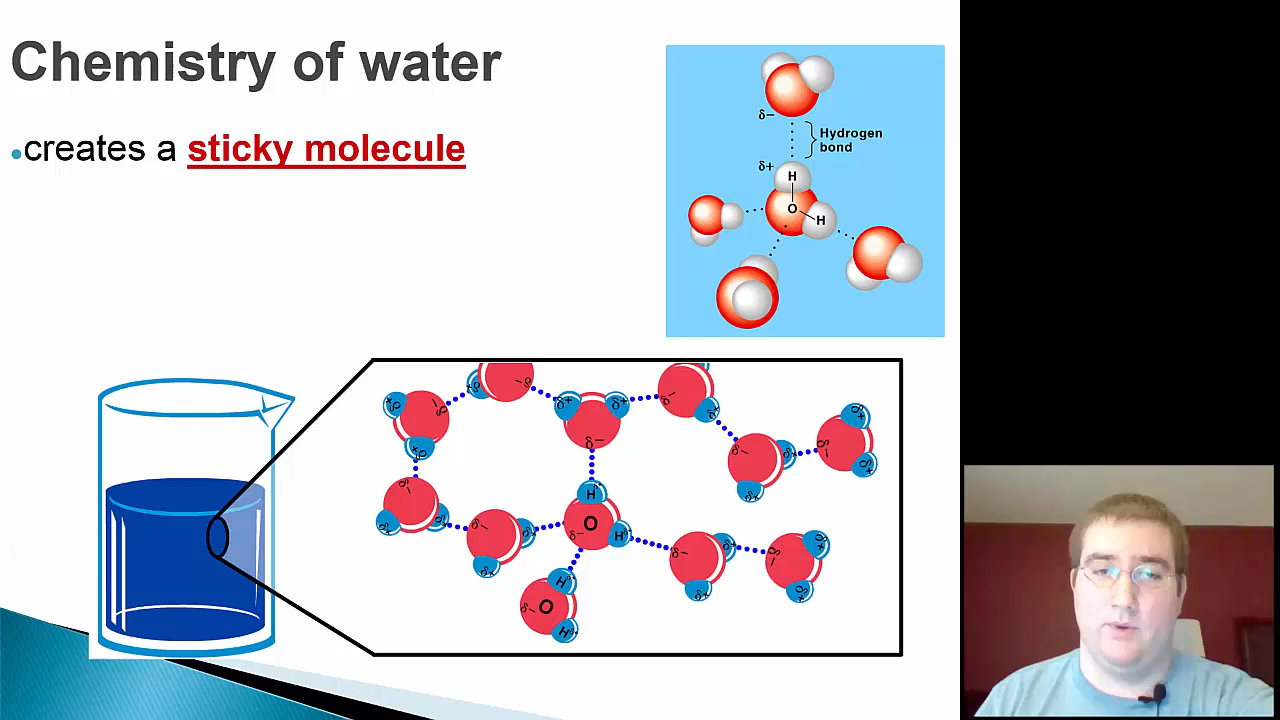 Chemistry of water
•creates a sticky molecule
δ−
Hydrogen
bond
δ+
H
O
H
δ−
δ+
δ−
δ−
δ+
δ+
δ−
δ+
δ−
δ+
δ−
δ+
δ+
δ+
δ−
δ+
δ−
δ+
δ+
H
δ+
δ−
δ+
δ−
δ+
O
δ−
H
δ+
δ−
δ+
δ−
δ+
δ+
δ+
δ+
H
δ+
O
δ−
H
δ+